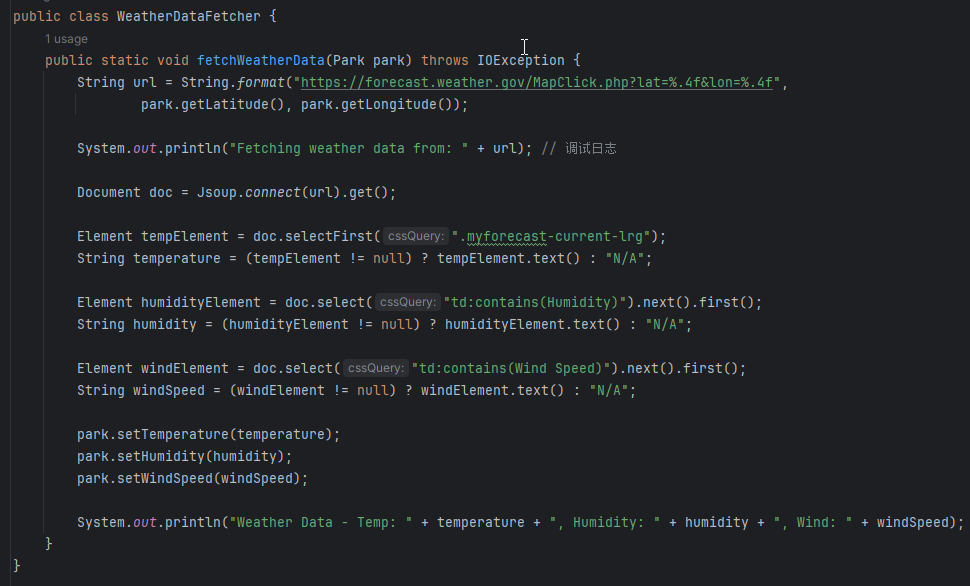 public class WeatherDataFetcher {
1 usage
public static void fetchWeatherData(Park park) throws IOException {
String url = String.format("https://forecast.weather.gov/MapClick.php?lat=%.4f&lon=%.4f",
park.getLatitude(), park.getLongitude());
System.out.println("Fetching weather data from: " + url); // 调试日志
Document doc = Jsoup.connect(url).get();
Element tempElement = doc.selectFirst( cssQuery: ".myforecast-current-lrg");
String temperature = (tempElement != null) ? tempElement.text() : "N/A";
Element humidityElement = doc.select( cssQuery: "td:contains(Humidity)").next().first();
String humidity = (humidityElement != null) ? humidityElement.text() : "N/A";
Element windElement = doc.select( cssQuery: "td:contains(Wind Speed)").next().first();
String windSpeed = (windElement != null) ? windElement.text() : "N/A";
park.setTemperature(temperature);
park.setHumidity(humidity);
park.setWindSpeed(windSpeed);
System.out.println("Weather Data - Temp: " + temperature + ", Humidity: " + humidity + ", Wind: " + windSpeed);
}
}